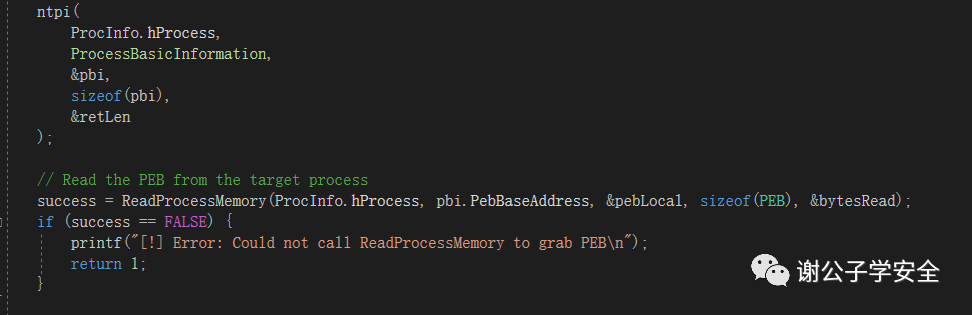 ntpi(
ProcInfo.hProcess,
ProcessBasicInformation,
&pbi,
sizeof(pbi),
&retLen
);
// Read the PEB from the target process
success = ReadProcessMemory(ProcInfo.hProcess, pbi.PebBaseAddress, &pebLocal, sizeof(PEB), &bytesRead);
if (success == FALSE) {
printf("[!] Error: Could not call ReadProcessMemory to grab PEB\n");
return 1;
}
谢公子学安全